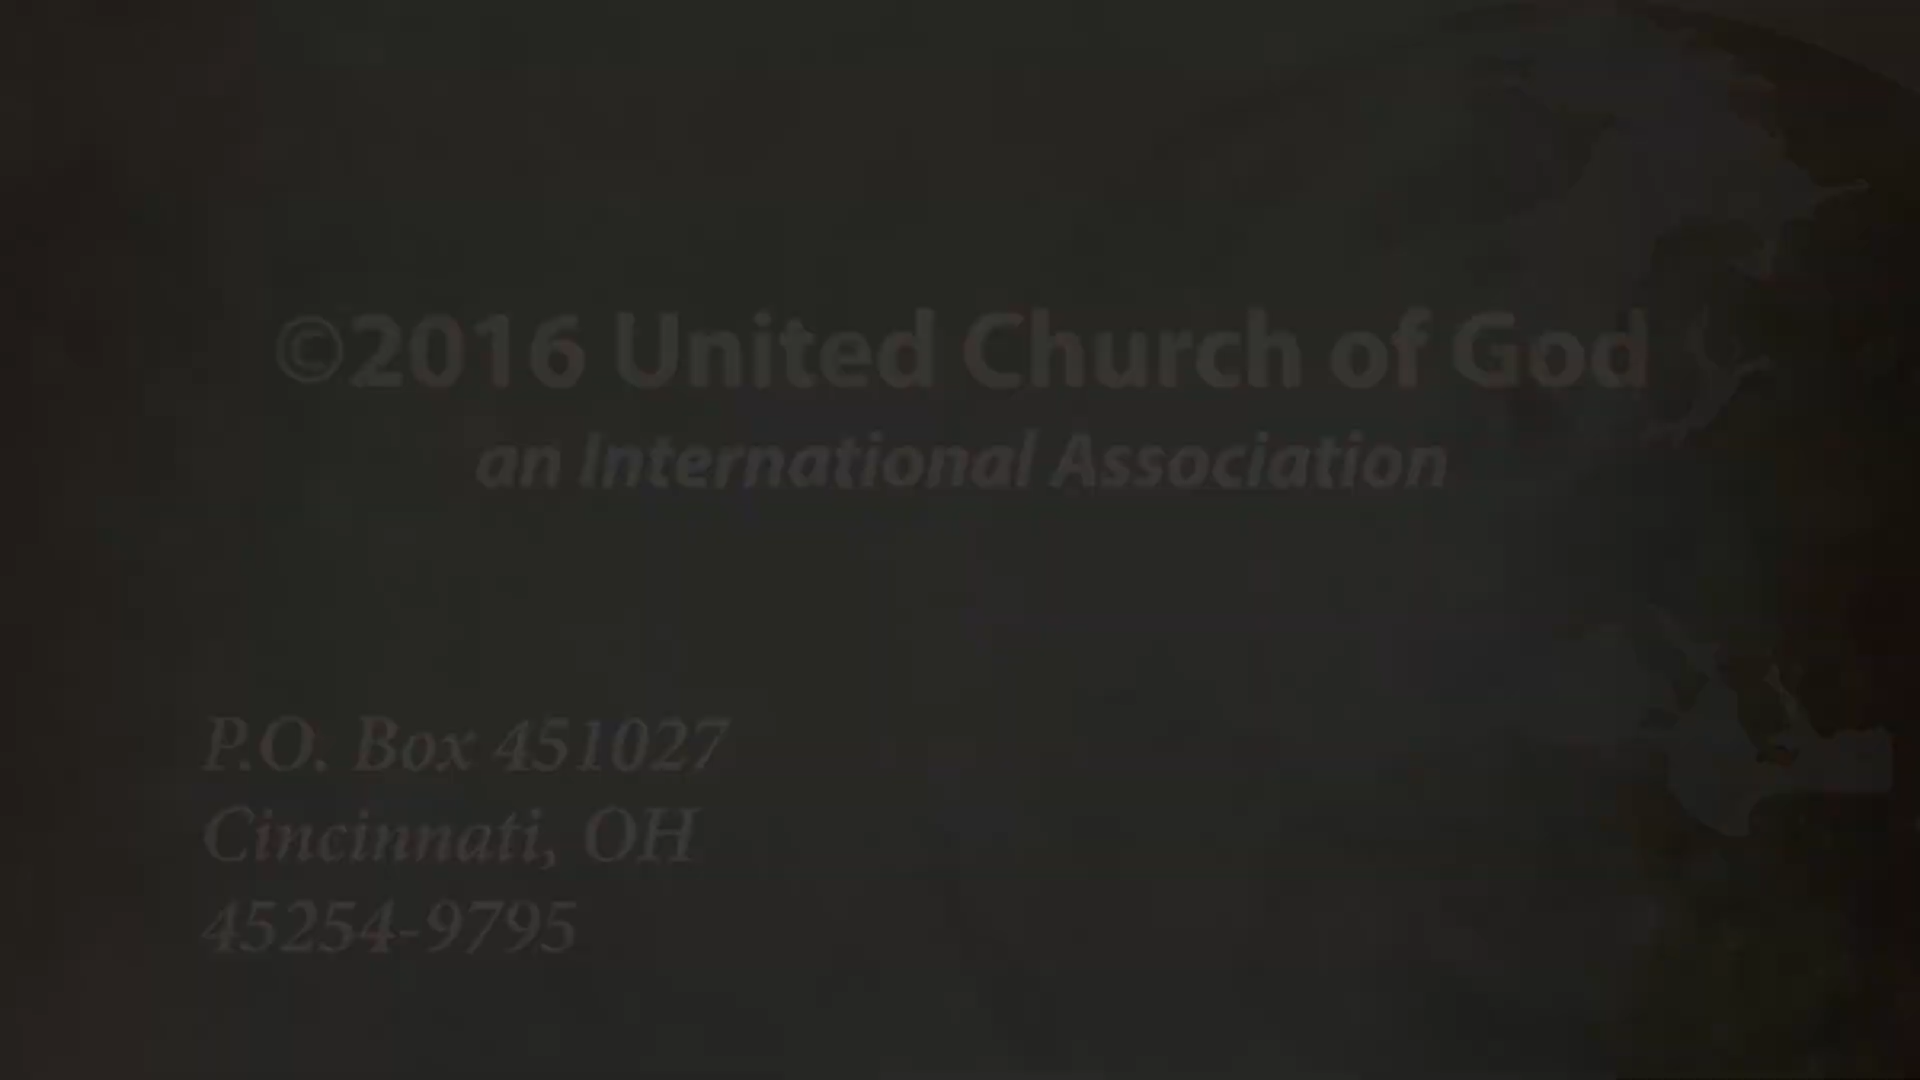 ©2016 United Church of God
an International Association
P.O. Box 451027
Cincinnati, OH
45254-9795